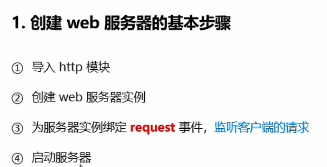 1. 创建 web 服务器的基本步骤
① 导入 http 模块
② 创建 web 服务器实例
③ 为服务器实例绑定 request 事件，监听客户端的请求
④ 启动服务器